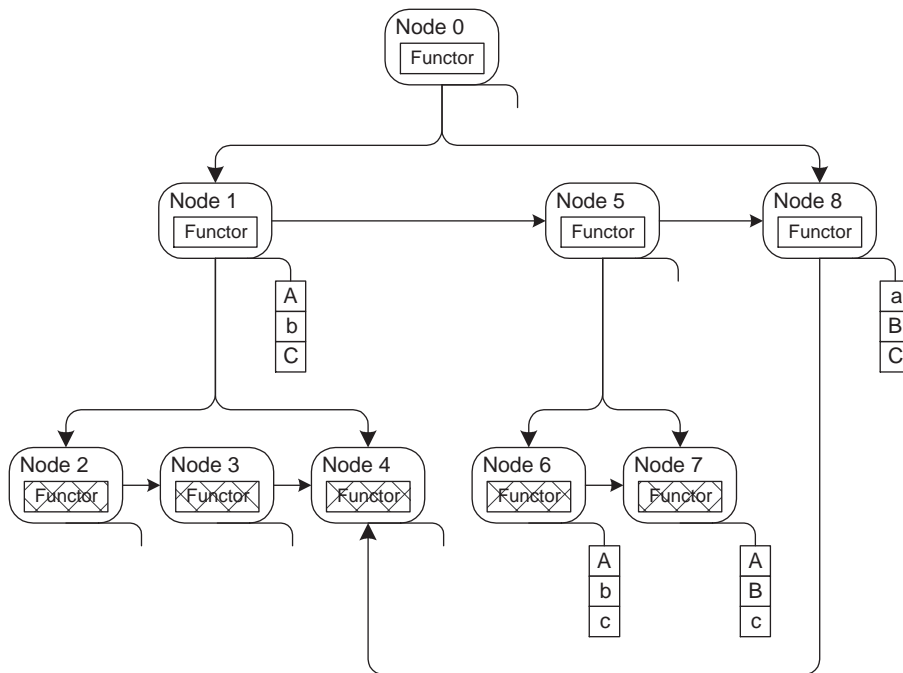 Node 0
Functor
Node 1
Functor
Node 5
Functor
Node 8
Functor
A
b
C
a
B
C
Node 2
Functor
Node 3
Functor
Node 4
Functor
Node 6
Functor
Node 7
Functor
A
b
c
A
B
c